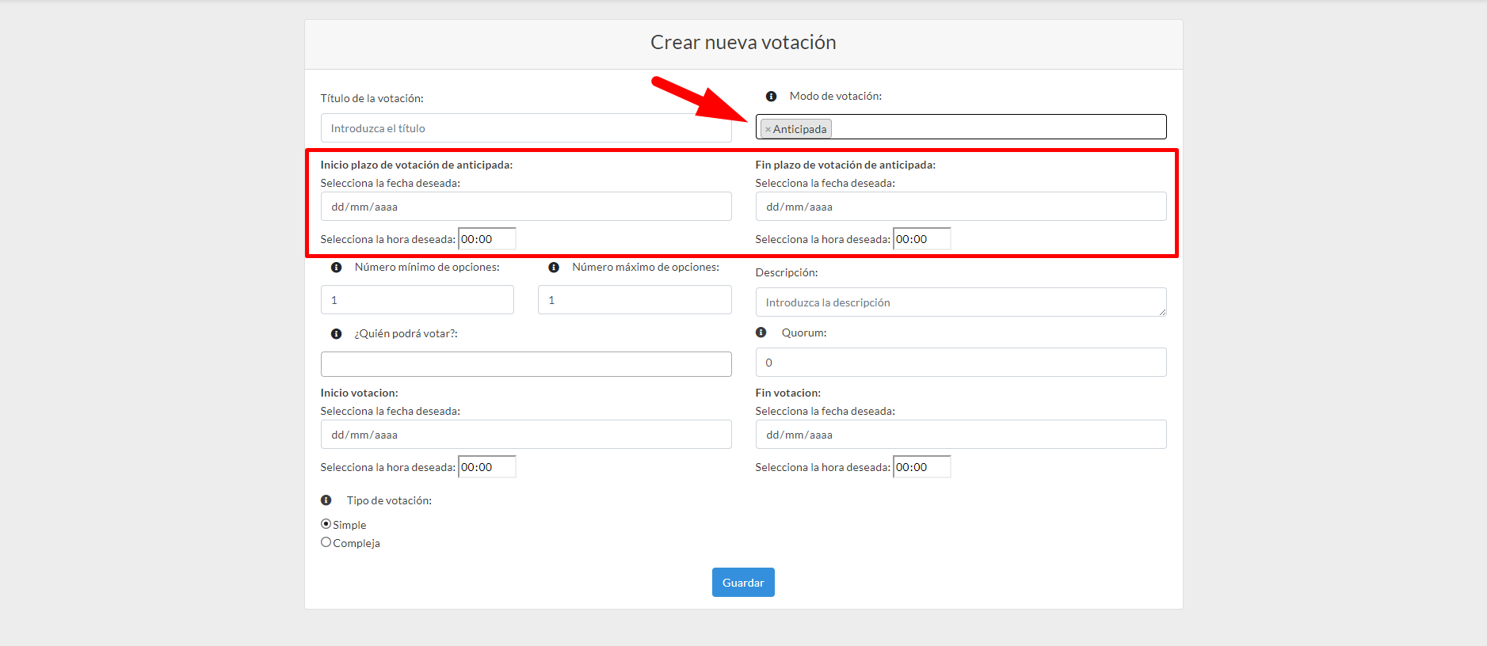 Crear nueva votación
Título de la votación:
Modo de votación:
Introduzca el título
× Anticipada
Inicio plazo de votación de anticipada:
Fin plazo de votación de anticipada:
Selecciona la fecha deseada:
Selecciona la fecha deseada:
dd/mm/aaaa
dd/mm/aaaa
Selecciona la hora deseada: 00:00
Selecciona la hora deseada: 00:00
Número mínimo de opciones:
Número máximo de opciones:
Descripción:
1
1
Introduzca la descripción
¿Quién podrá votar?:
Quorum:
0
Inicio votacion:
Fin votacion:
Selecciona la fecha deseada:
Selecciona la fecha deseada:
dd/mm/aaaa
dd/mm/aaaa
Selecciona la hora deseada: 00:00
Selecciona la hora deseada: 00:00
Tipo de votación:
Simple
Compleja
Guardar